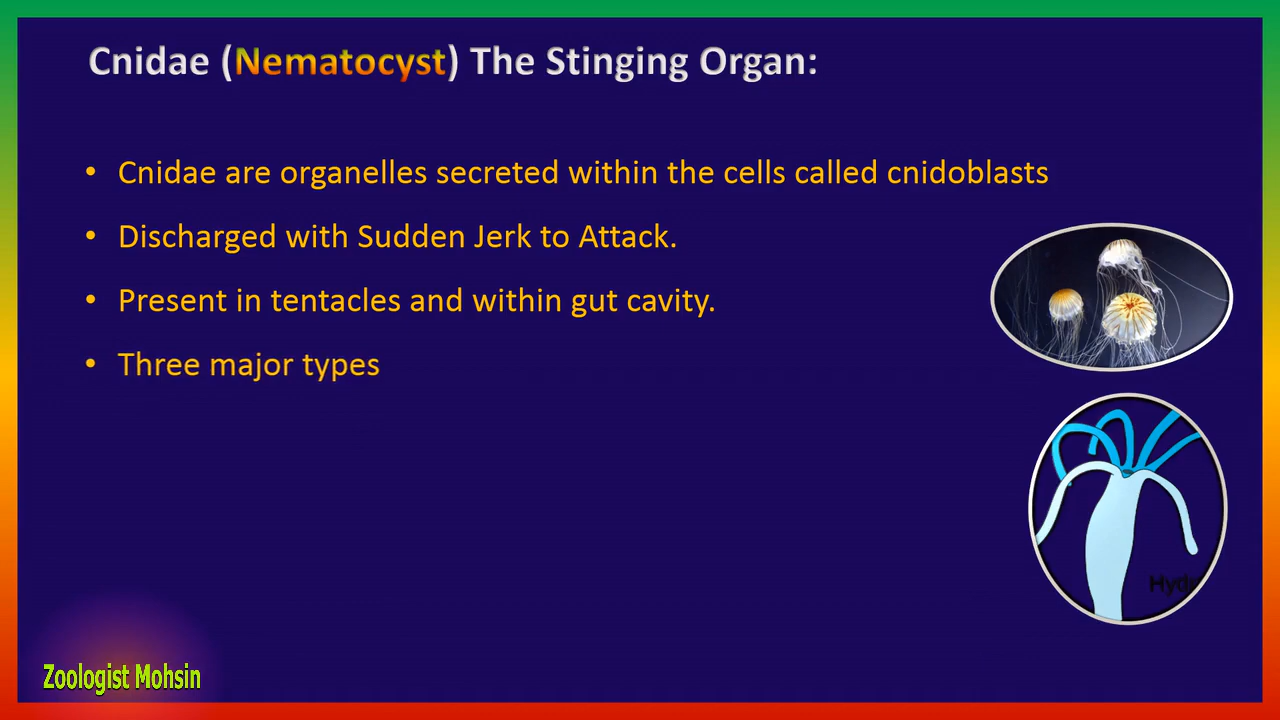 Cnidae (Nematocyst) The Stinging Organ:
• Cnidae are organelles secreted within the cells called cnidoblasts
• Discharged with Sudden Jerk to Attack.
• Present in tentacles and within gut cavity.
• Three major types
Zoologist Mohsin